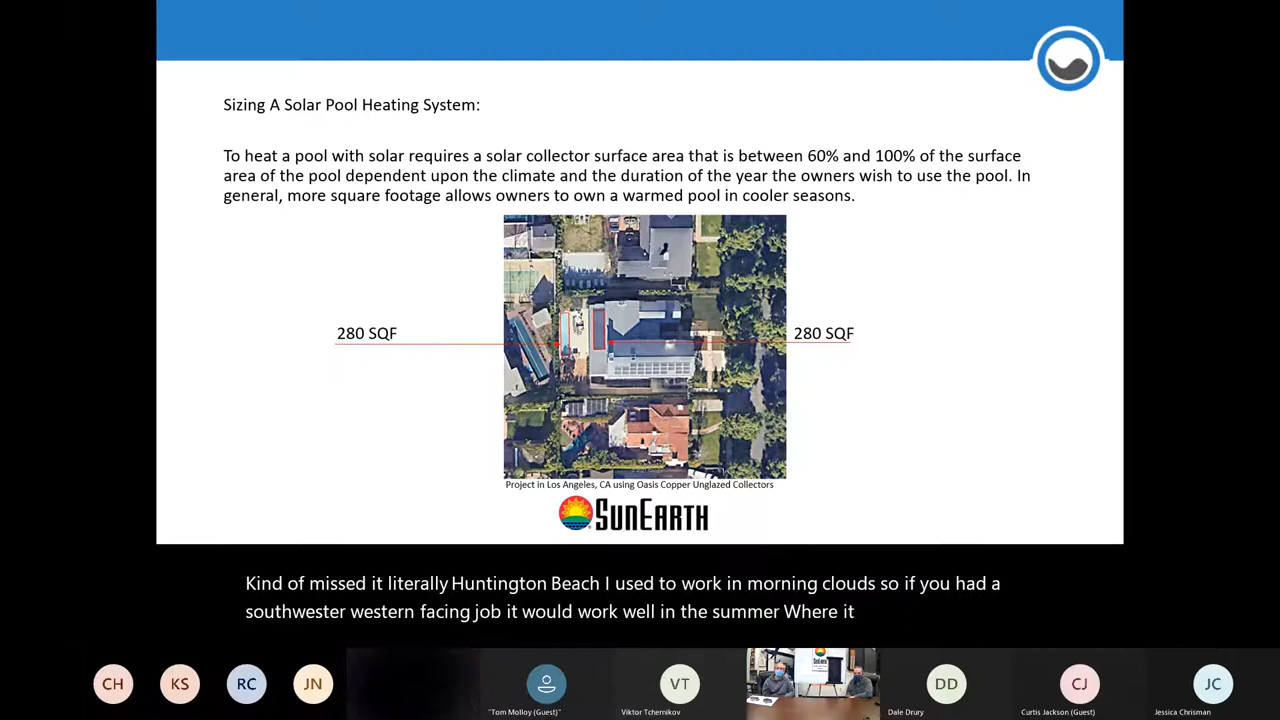 Sizing A Solar Pool Heating System:
To heat a pool with solar requires a solar collector surface area that is between 60% and 100% of the surface
area of the pool dependent upon the climate and the duration of the year the owners wish to use the pool. In
general, more square footage allows owners to own a warmed pool in cooler seasons.
280 SQF
280 SQF
Project in Los Angeles, CA using Oasis Copper Unglazed Collectors
SUNEARTH
Kind of missed it literally Huntington Beach I used to work in morning clouds so if you had a
southwester western facing job it would work well in the summer Where it
CH
KS
RC
JN
"Tom Molloy (Guest)"
VT
Viktor Tchernikov
SUNEARTH
DD
Dale Drury
CJ
Curtis Jackson (Guest)
JC
Jessica Chrisman